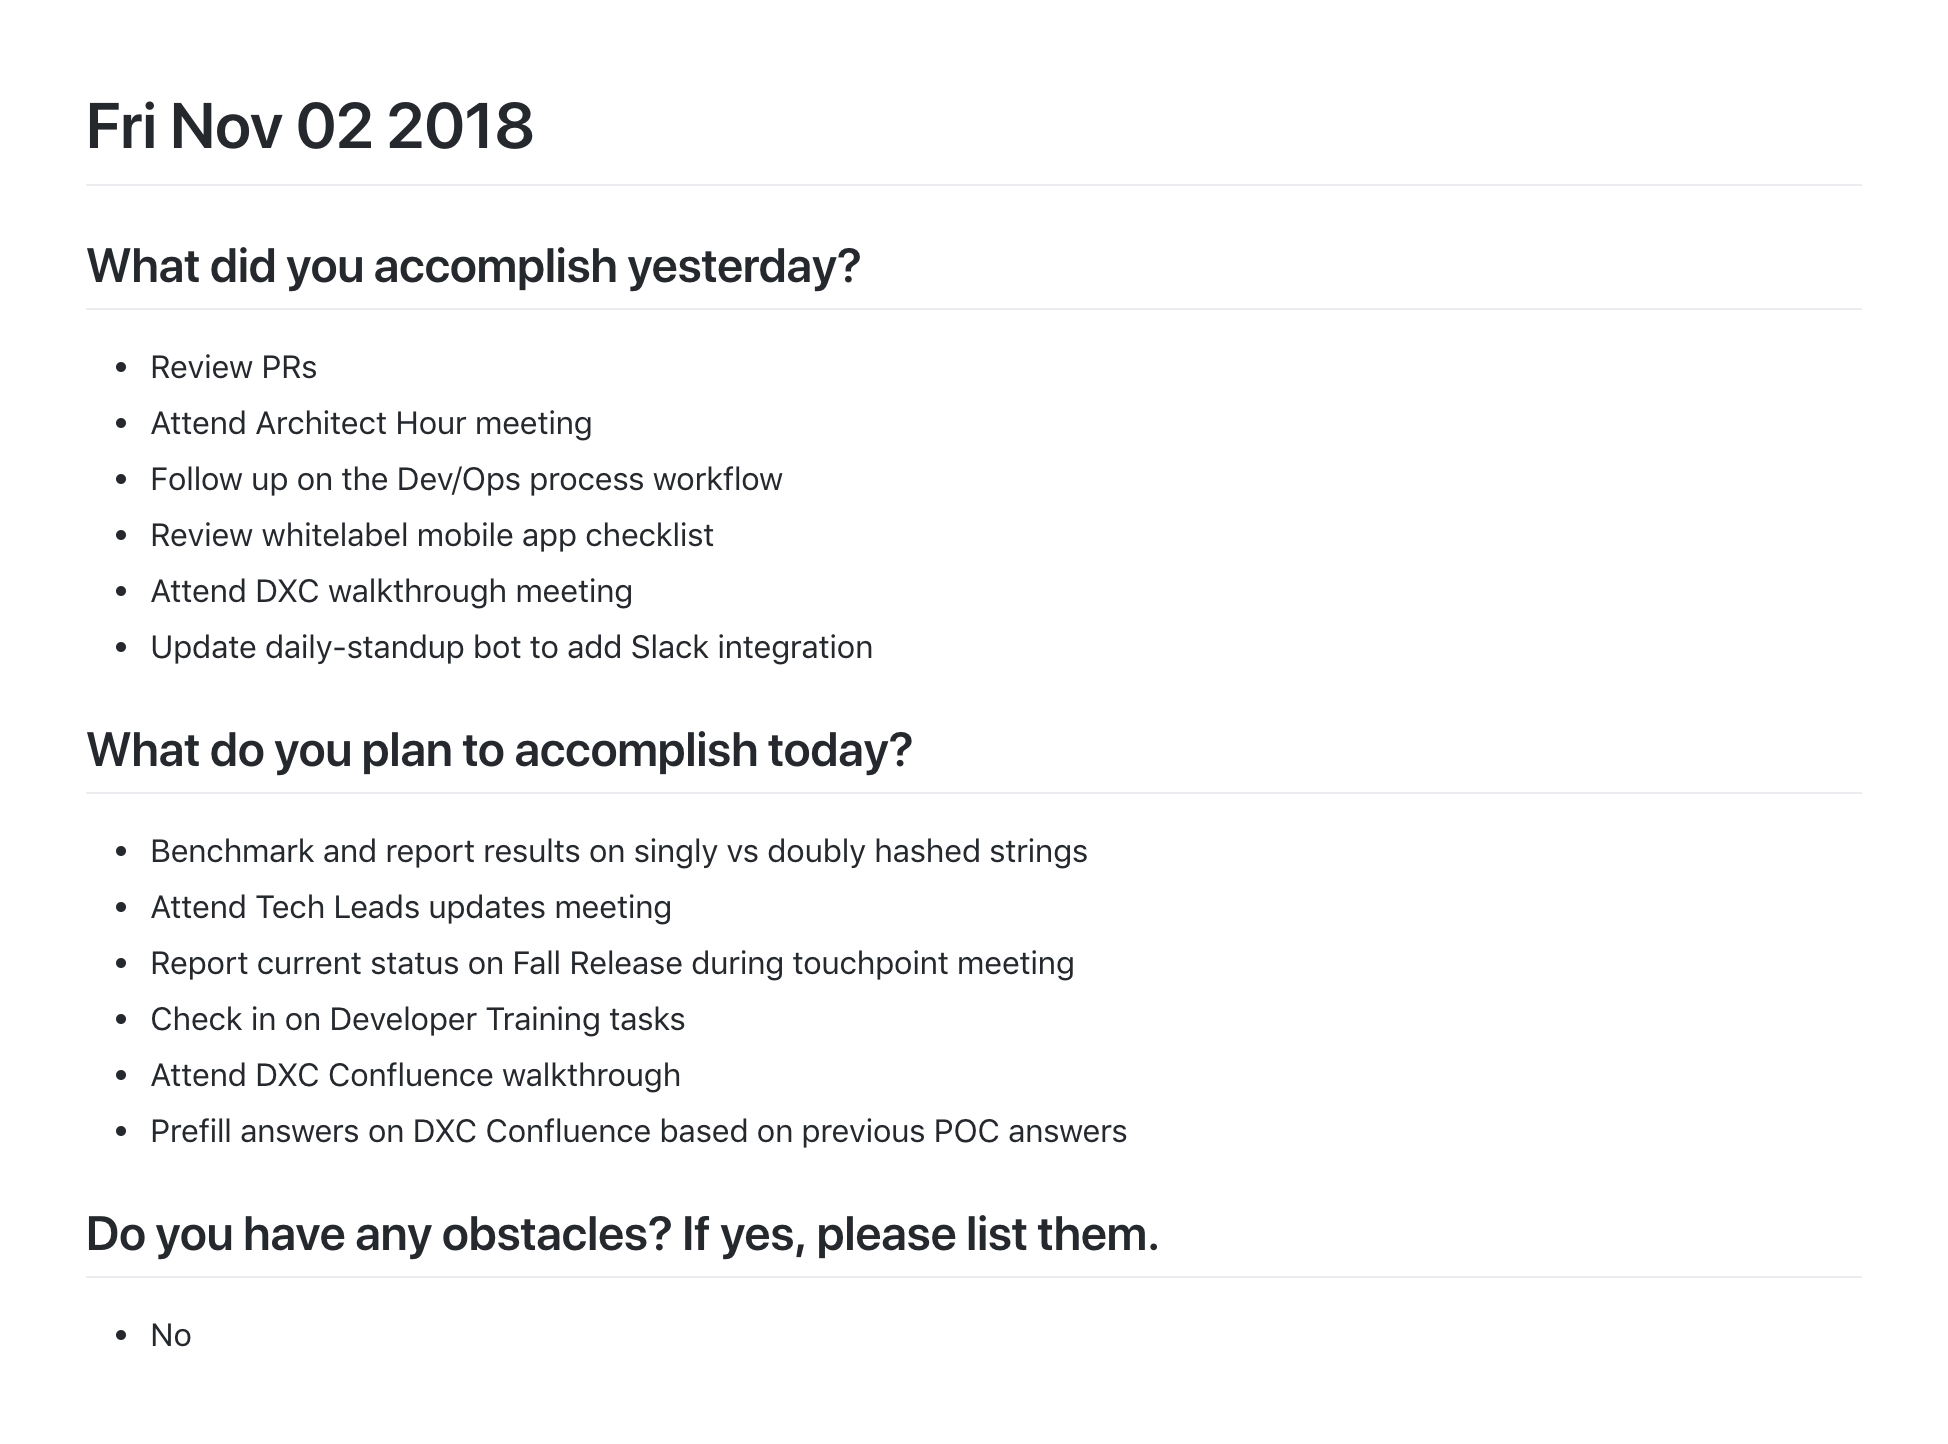 Fri Nov 02 2018
What did you accomplish yesterday?
• Review PRs
• Attend Architect Hour meeting
• Follow up on the Dev/Ops process workflow
• Review whitelabel mobile app checklist
• Attend DXC walkthrough meeting
• Update daily-standup bot to add Slack integration
What do you plan to accomplish today?
• Benchmark and report results on singly vs doubly hashed strings
• Attend Tech Leads updates meeting
• Report current status on Fall Release during touchpoint meeting
• Check in on Developer Training tasks
• Attend DXC Confluence walkthrough
• Prefill answers on DXC Confluence based on previous POC answers
Do you have any obstacles? If yes, please list them.
• No